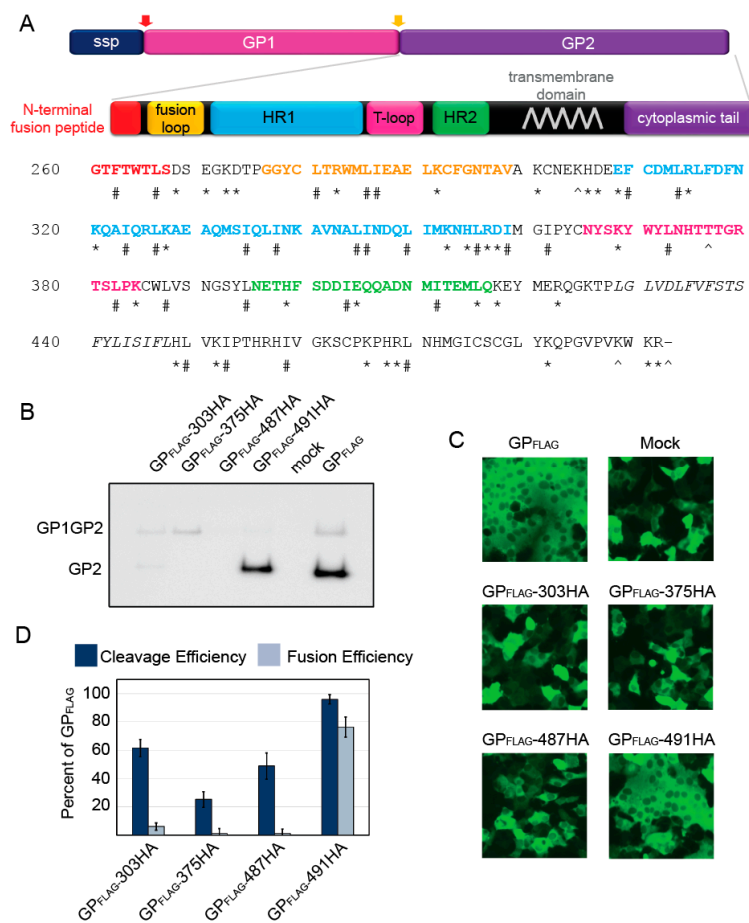 A
ssp GP1 GP2
transmembrane
domain
N-terminal
fusion peptide
fusion
loop
HR1 T-loop HR2 cytoplasmic tail
260 GTFTWTLSDS EGKDTPGGYC LTRWMLIEAE LKCFGNTAVA KCNEKHDEEF CDMLRLFDFN
# #* * ** # * ## * ^** # #*
320 KQAIQRLKAE AQMSIQLINK AVNALINDQL IMKNHLRDIM GIPYCNYSKY WYLNHTTTGR
* # #* # # ## # *#**# # * # ^
380 TSLPKCWLVS NGSYLNETHF SDDIEQQADN MITEMLQKEY MERQGKTPLG LVDLFVFSTS
# * # # * #* # * *
440 FYLISIFLHL VKIPTHRHIV GKSCPKPHRL NHMGICSCGL YKQPGVPVKW KR-
*# *# # * **# * ^ **^
B
GPFLAG-303HA
GPFLAG-375HA
GPFLAG-487HA
GPFLAG-491HA
mock
GPFLAG
GP1GP2
GP2
C
GPFLAG Mock
GPFLAG-303HA GPFLAG-375HA
GPFLAG-487HA GPFLAG-491HA
D
Cleavage Efficiency Fusion Efficiency
Percent of GPFLAG
100
80
60
40
20
GPFLAG-303HA
GPFLAG-375HA
GPFLAG-487HA
GPFLAG-491HA